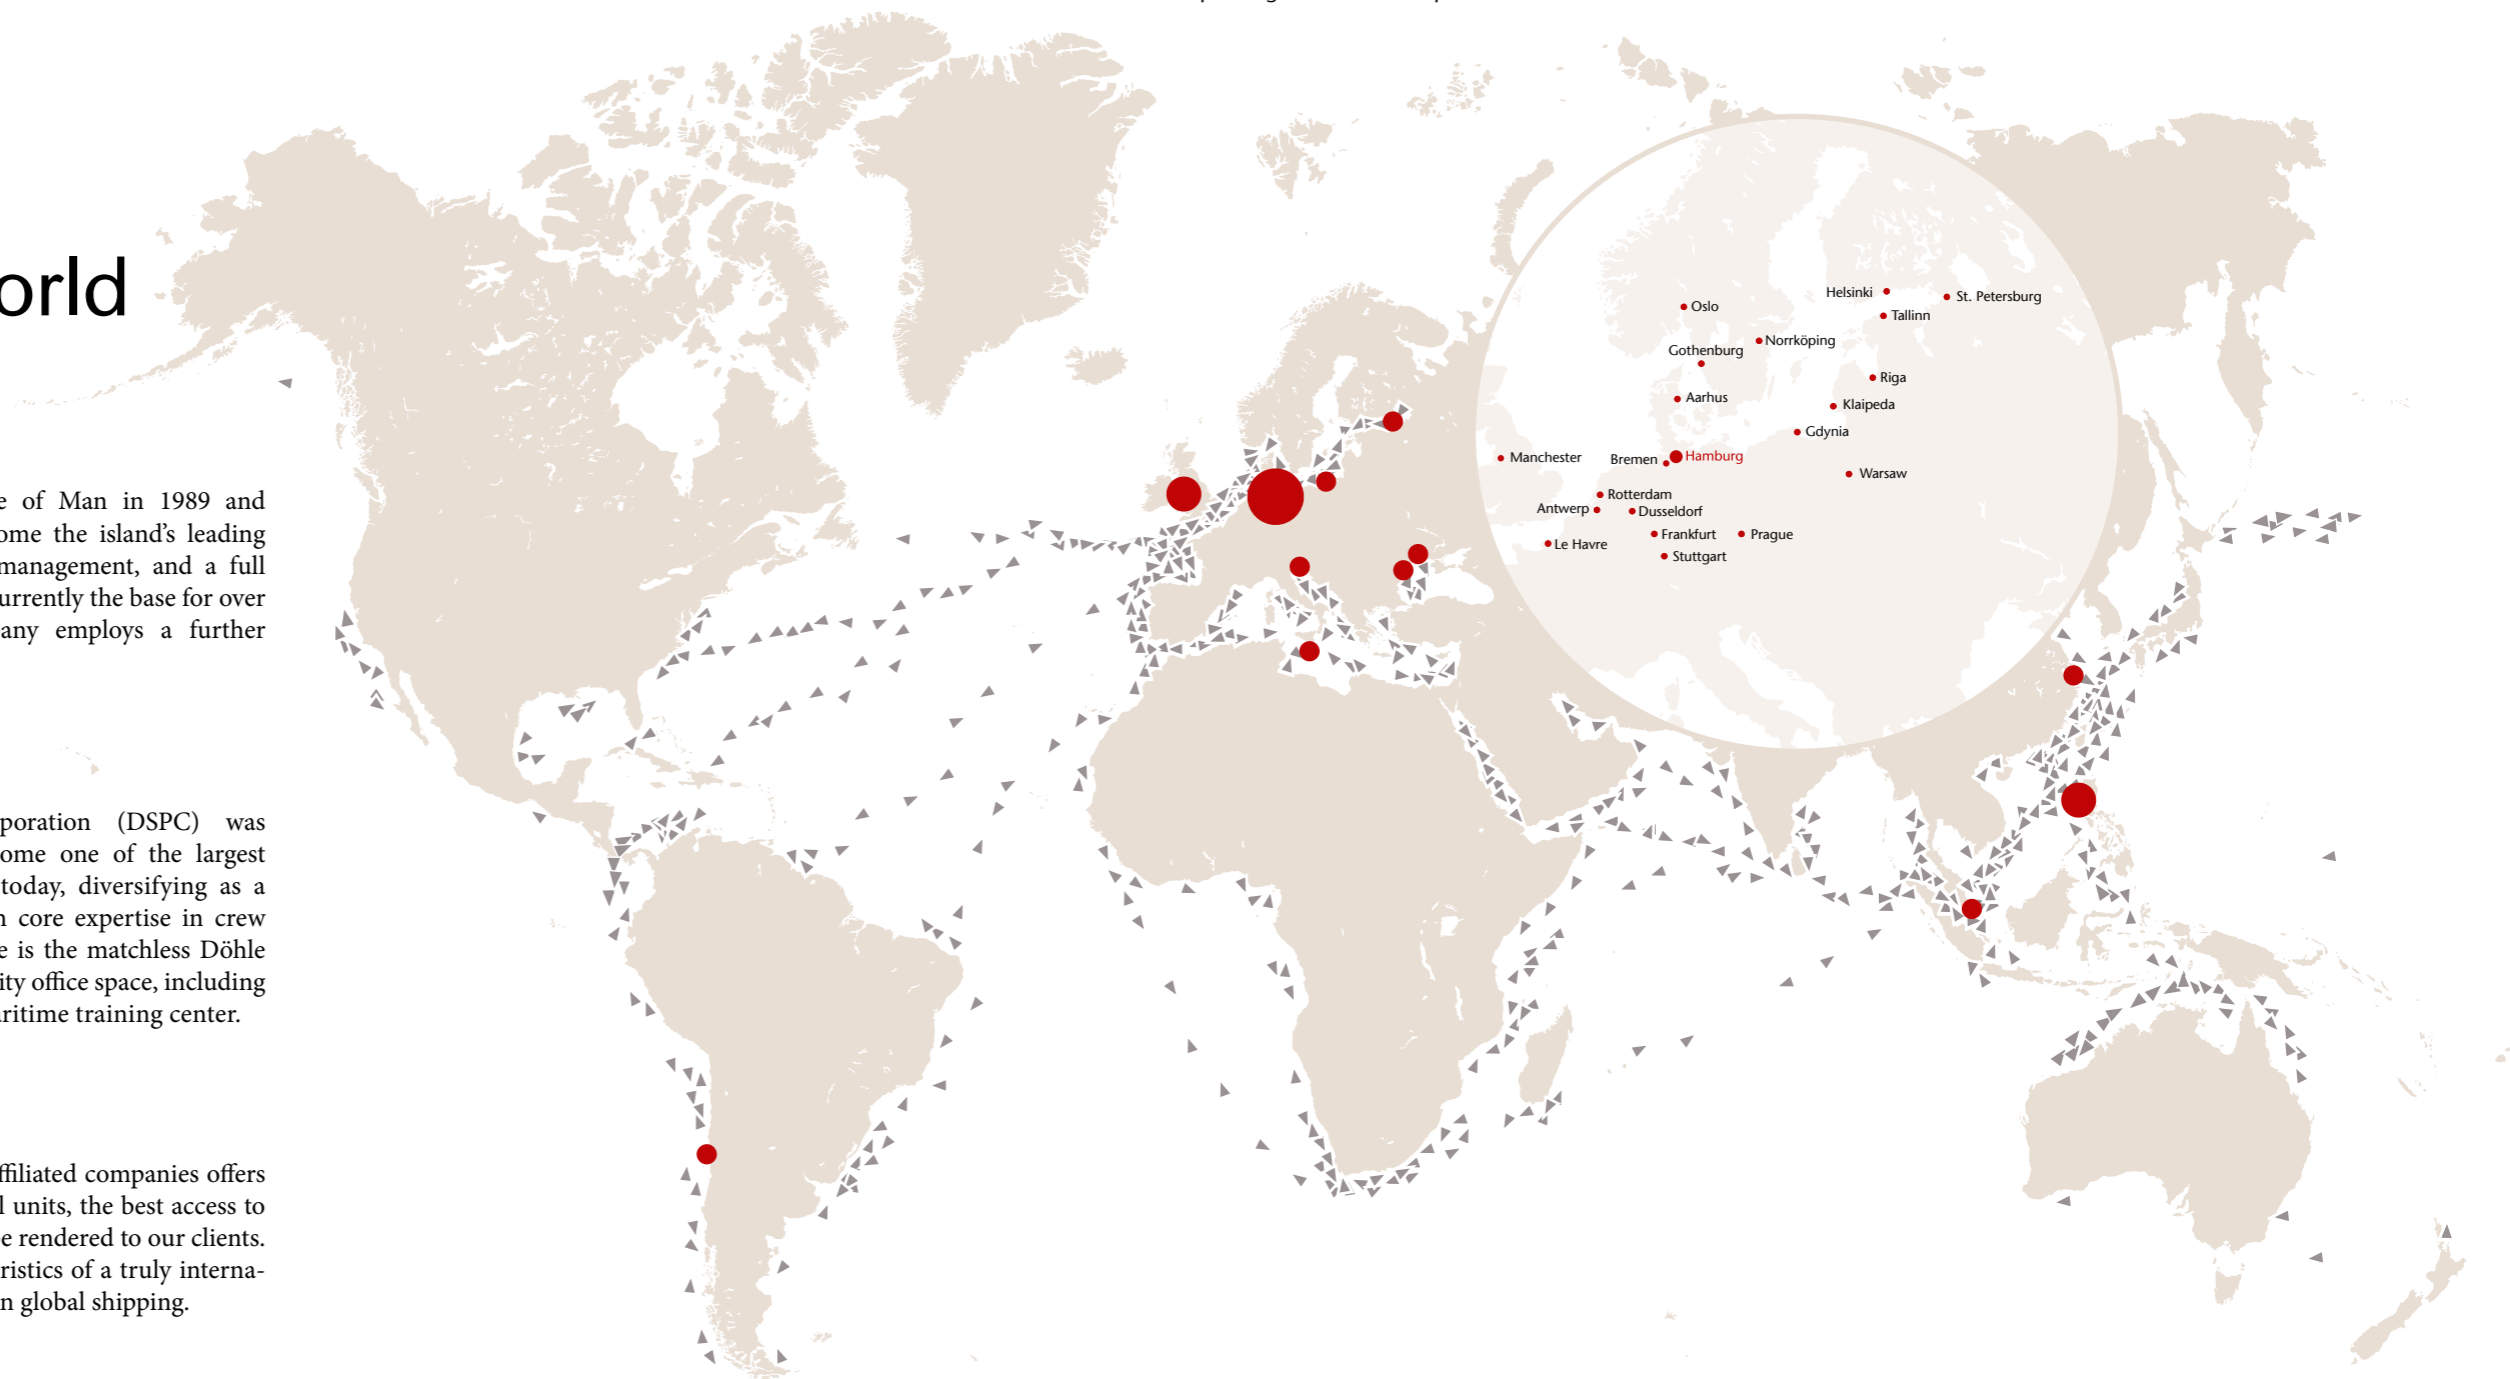 orld
e of Man in 1989 and
ome the island's leading
management, and a full
urrently the base for over
any employs a further
poration (DSPC) was
ome one of the largest
today, diversifying as a
n core expertise in crew
e is the matchless Döhle
ity office space, including
aritime training center.
ffiliated companies offers
l units, the best access to
e rendered to our clients.
ristics of a truly interna-
n global shipping.
Oslo
Helsinki
St. Petersburg
Tallinn
Norrköping
Gothenburg
Riga
Aarhus
Klaipeda
Gdynia
Manchester
Bremen
Hamburg
Warsaw
Rotterdam
Antwerp
Dusseldorf
Frankfurt
Prague
Le Havre
Stuttgart